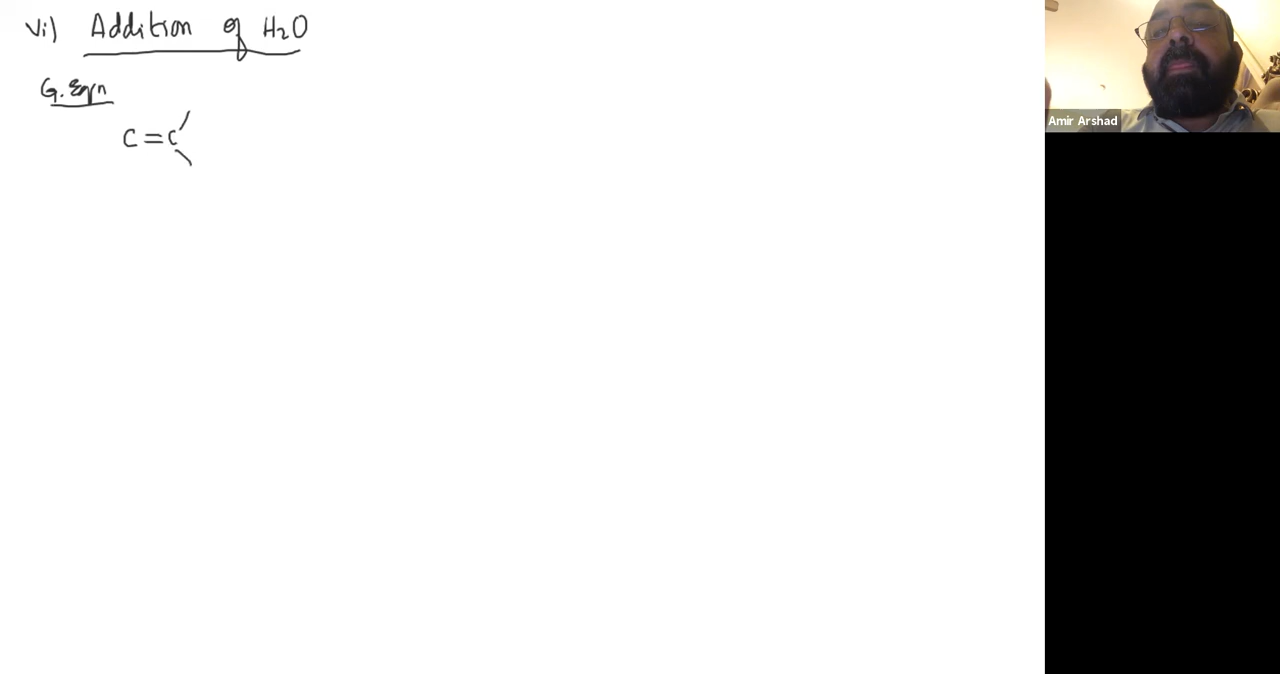 vi) Addition of H2O
G. Eqn
C=C
Amir Arshad